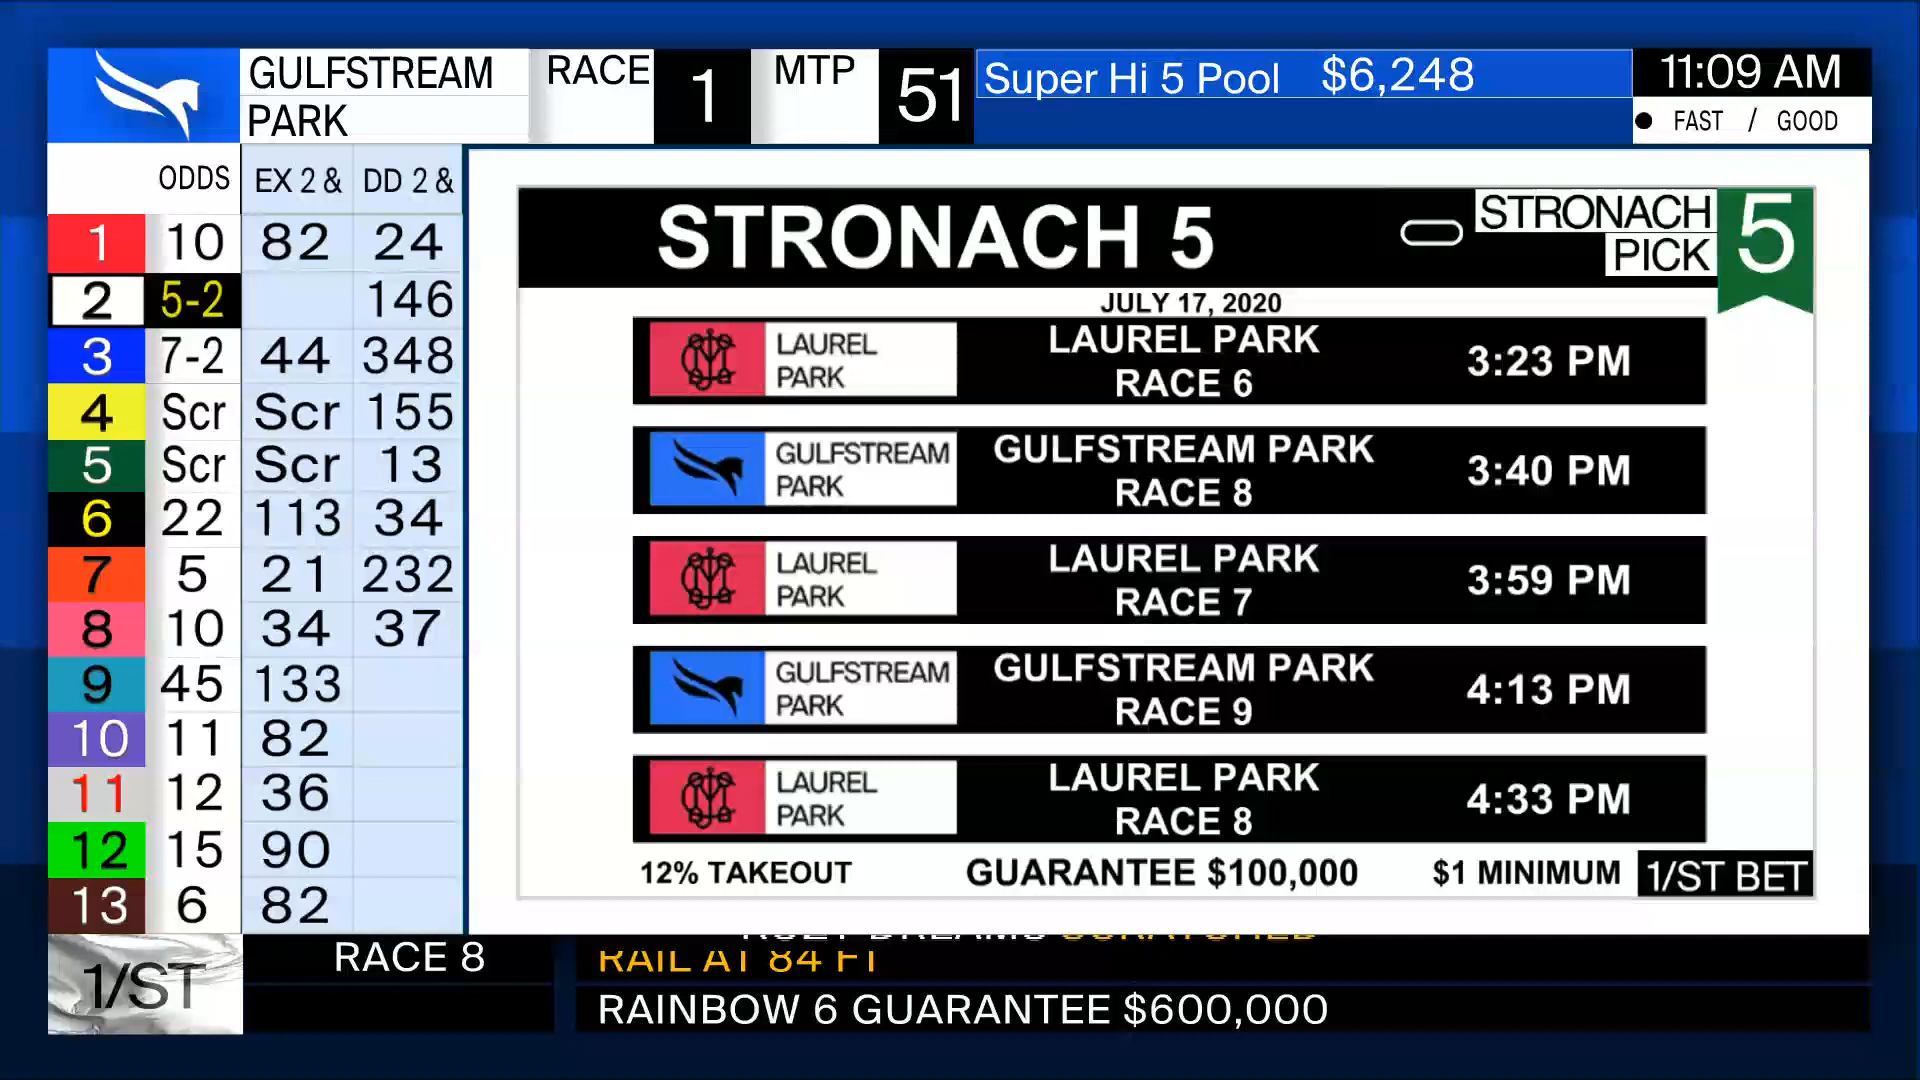 GULFSTREAM
PARK
RACE 1 MTP 51
Super Hi 5 Pool $6,248
11:09 AM
FAST / GOOD
ODDS EX 2 & DD 2 &
1 10 82 24
2 5-2 146
3 7-2 44 348
4 Scr Scr 155
5 Scr Scr 13
6 22 113 34
7 5 21 232
8 10 34 37
9 45 133
10 11 82
11 12 36
12 15 90
13 6 82
STRONACH 5
STRONACH
PICK
5
JULY 17, 2020
LAUREL
PARK
LAUREL PARK
RACE 6
3:23 PM
GULFSTREAM
PARK
GULFSTREAM PARK
RACE 8
3:40 PM
LAUREL
PARK
LAUREL PARK
RACE 7
3:59 PM
GULFSTREAM
PARK
GULFSTREAM PARK
RACE 9
4:13 PM
LAUREL
PARK
LAUREL PARK
RACE 8
4:33 PM
12% TAKEOUT GUARANTEE $100,000 $1 MINIMUM 1/ST BET
1/ST
RACE 8
DREAMS SCRATCHED
RAIL AT 84 FT
RAINBOW 6 GUARANTEE $600,000